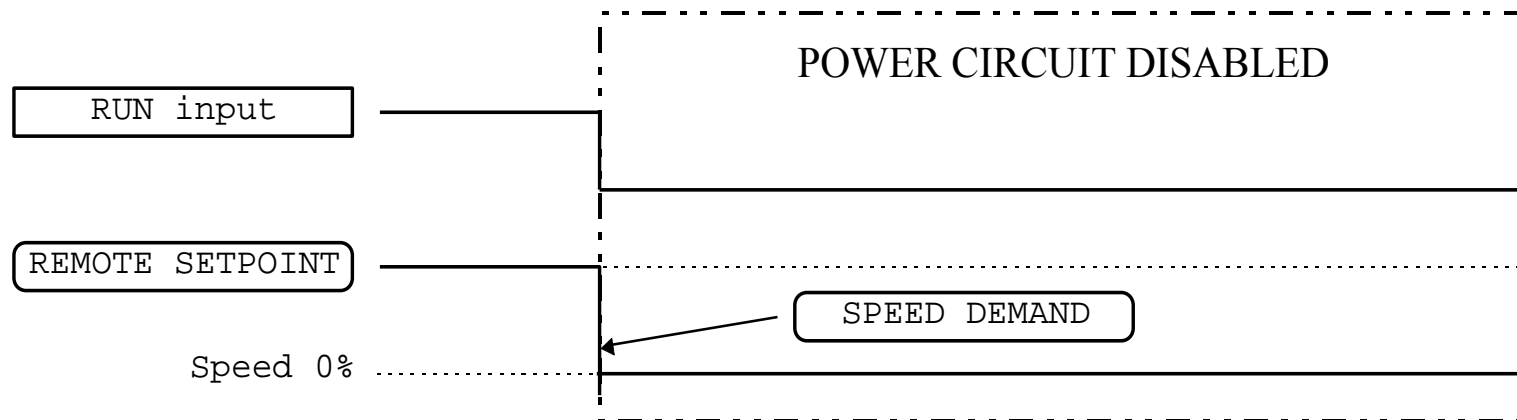 POWER CIRCUIT DISABLED
RUN input
REMOTE SETPOINT
SPEED DEMAND
Speed 0%